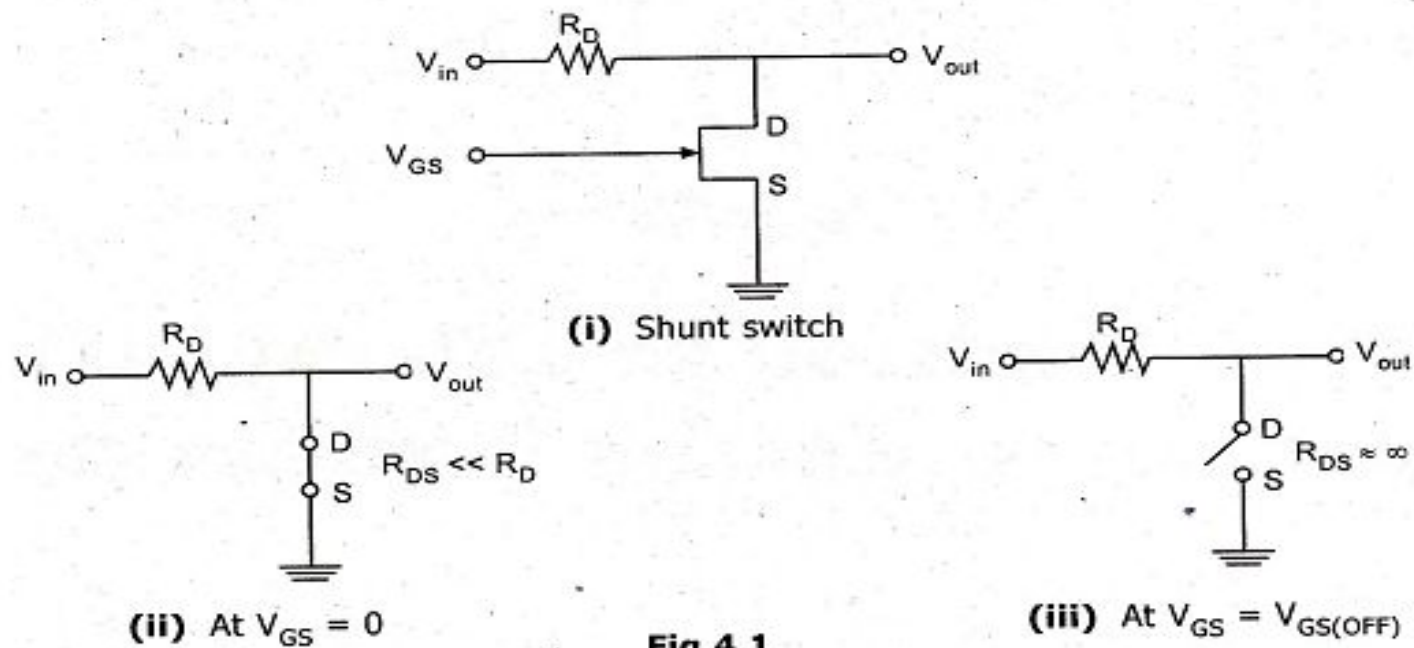 R_D
V_in V_out
D
V_GS
S
(i) Shunt switch
R_D
V_in V_out
D
R_DS << R_D
S
(ii) At V_GS = 0
R_D
V_in V_out
D
R_DS ≈ ∞
S
(iii) At V_GS = V_GS(OFF)
Fig 4.1